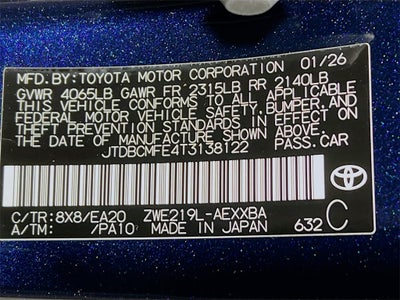 MFD. BY: TOYOTA MOTOR CORPORATION 01/26
GVWR 4065LB GAWR FR 2315LB RR 2140LB
THIS VEHICLE CONFORMS TO ALL APPLICABLE
FEDERAL MOTOR VEHICLE SAFETY, BUMPER, AND
THEFT PREVENTION STANDARDS IN EFFECT ON THE
DATE OF MANUFACTURE SHOWN ABOVE.
JTDBCMFE4T3138122 PASS.CAR
C/TR: 8X8/EA20 ZWE219L-AEXXBA
A/TM: /PA10 MADE IN JAPAN 632 C